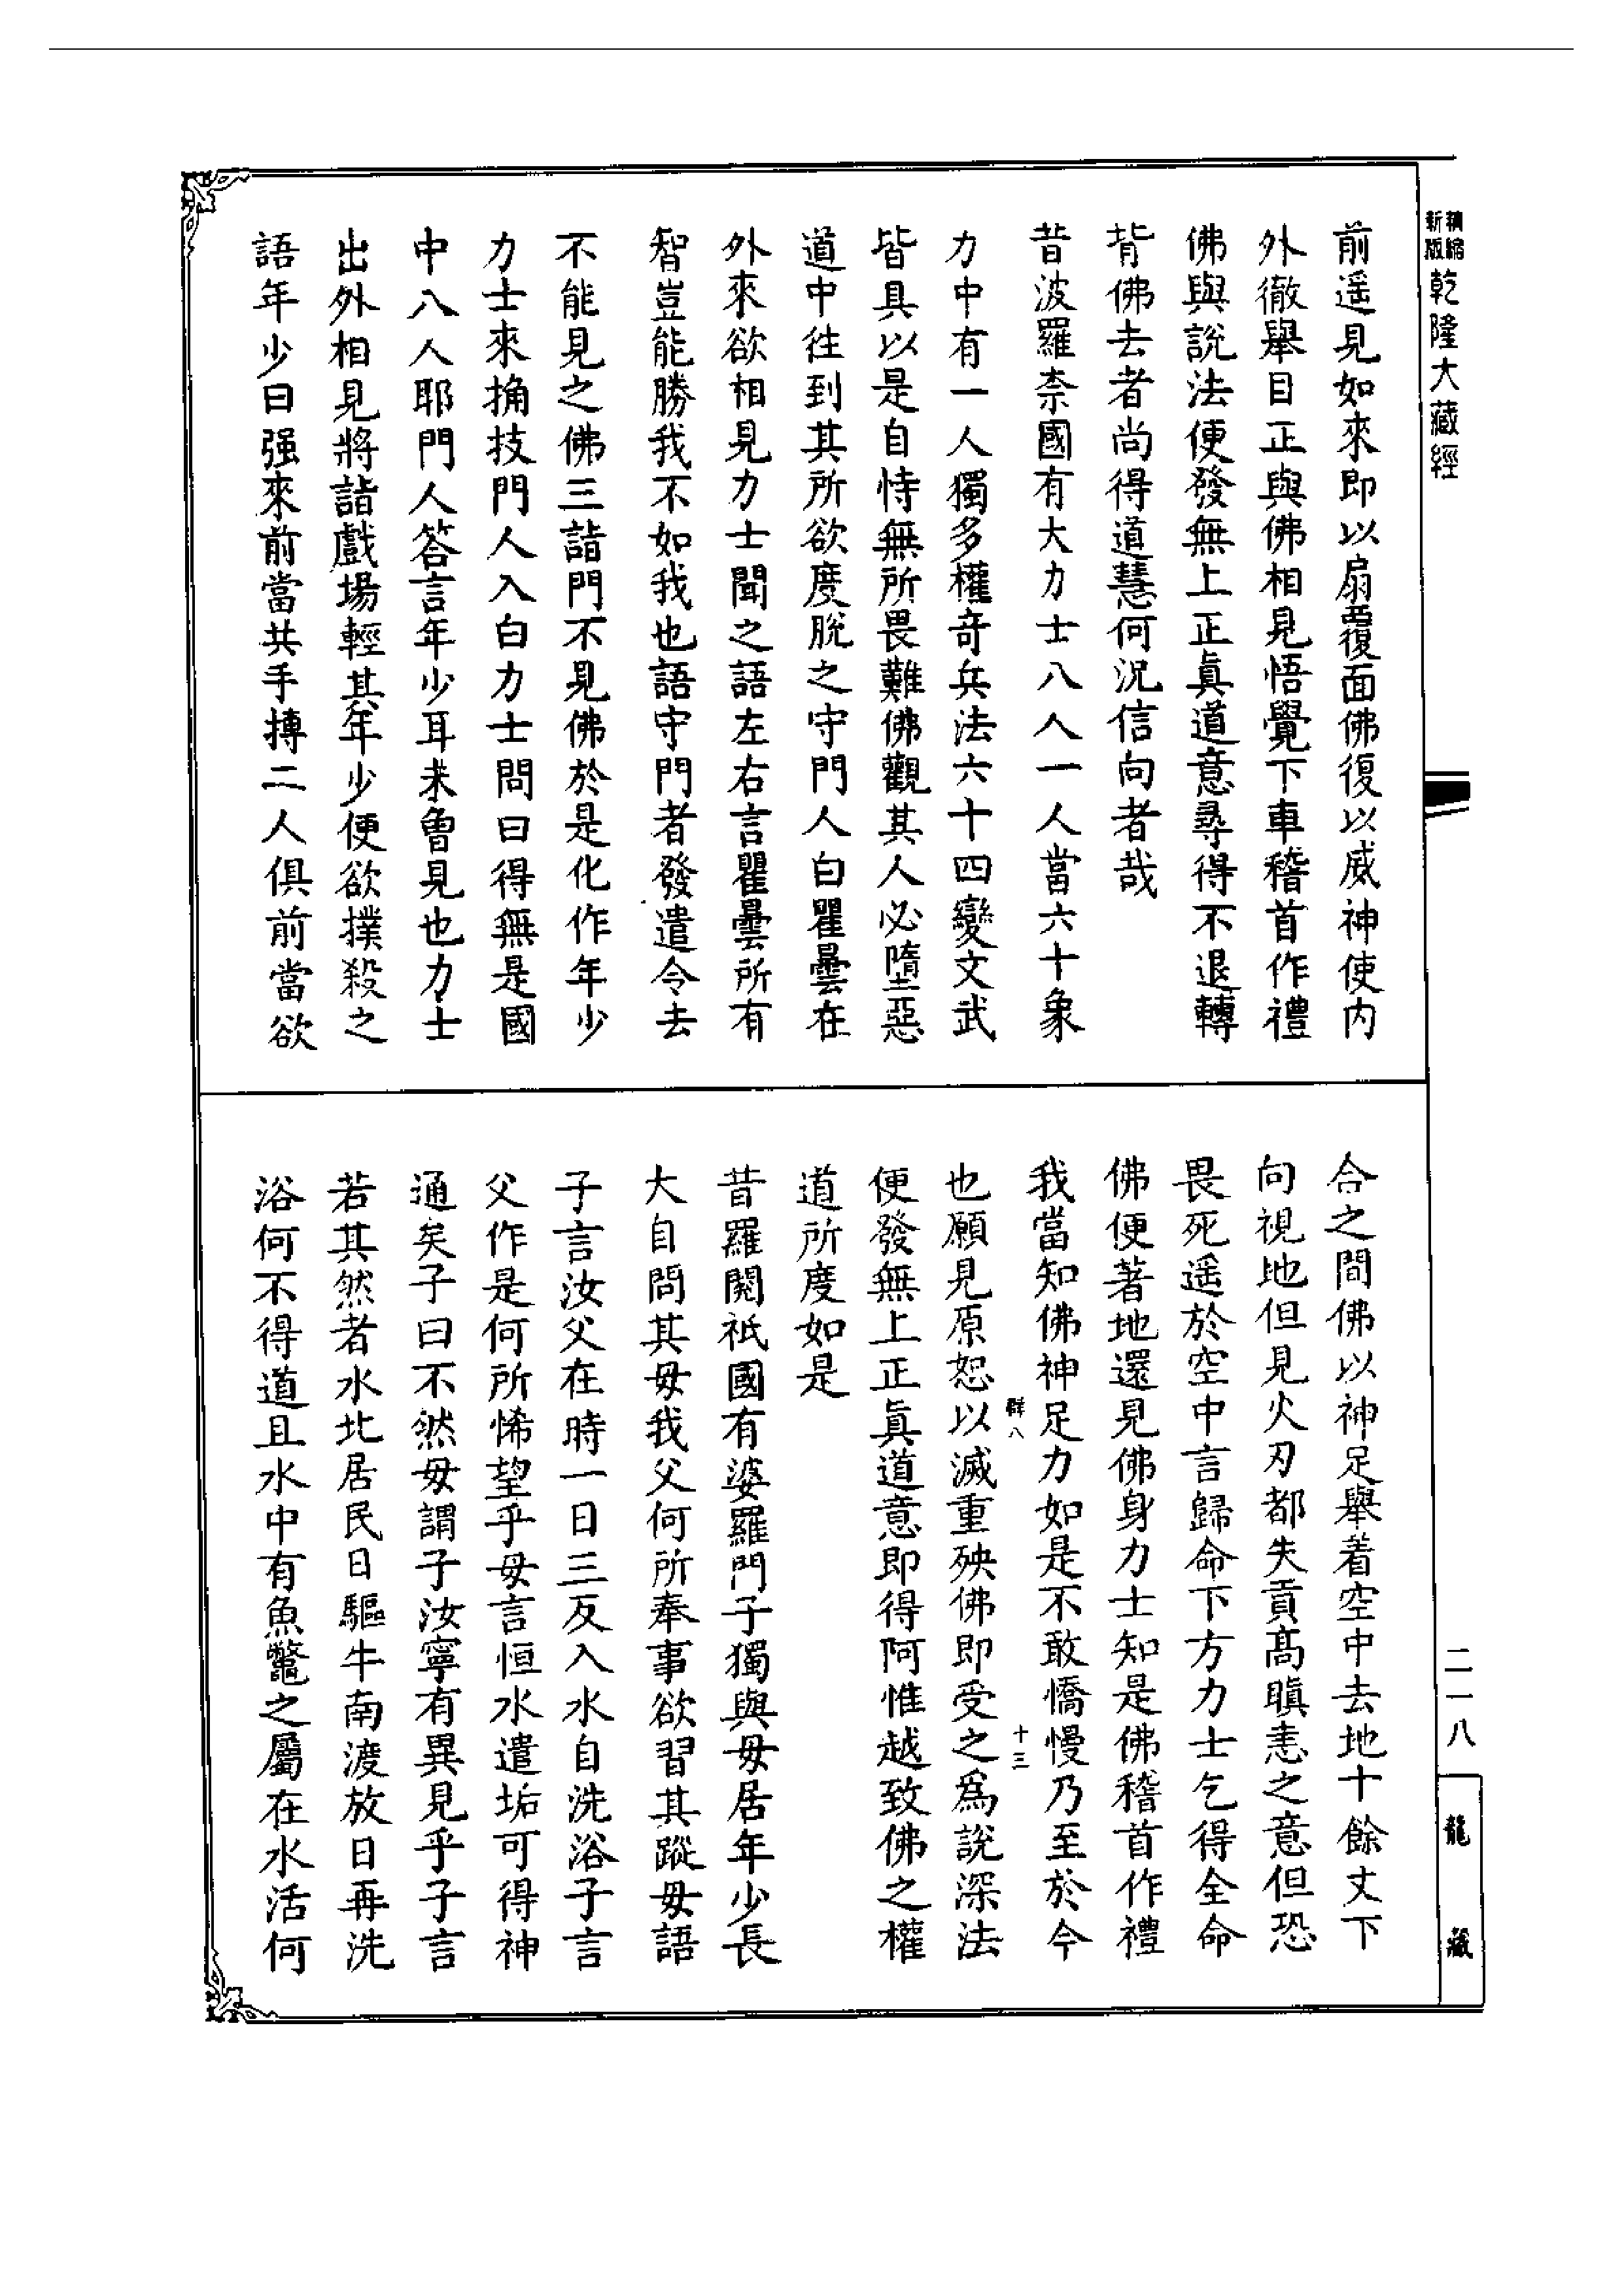 新版精縮
乾隆大藏經
前遥見如來即以扇覆面佛復以威神使内
外徹舉目正與佛相見悟覺下車稽首作禮
佛與說法便發無上正眞道意尋得不退轉
背佛去者尚得道慧何況信向者哉
昔波羅柰國有大力士八人一人當六十象
力中有一人獨多權奇兵法六十四變文武
皆具以是自恃無所畏難佛觀其人必墮惡
道中往到其所欲度脫之守門人白瞿曇在
外來欲相見力士聞之語左右言瞿曇所有
智豈能勝我不如我也語守門者發遣令去
不能見之佛三詣門不見佛於是化作年少
力士來捔技門人入白力士問曰得無是國
中八人耶門人答言年少耳未曾見也力士
出外相見將詣戲場輕其年少便欲撲殺之
語年少曰强來前當共手搏二人俱前當欲
合之間佛以神足舉着空中去地十餘丈下
向視地但見火刃都失貢髙瞋恚之意但恐
畏死遥於空中言歸命下方力士乞得全命
佛便著地還見佛身力士知是佛稽首作禮
我當知佛神足力如是不敢憍慢乃至於今
群八
十三
也願見原恕以滅重殃佛即受之爲說深法
便發無上正眞道意即得阿惟越致佛之權
道所度如是
昔羅閱祇國有婆羅門子獨與毋居年少長
大自問其毋我父何所奉事欲習其蹤毋語
子言汝父在時一日三反入水自洗浴子言
父作是何所悕望乎毋言恒水遣垢可得神
通矣子曰不然毋謂子汝寧有異見乎子言
若其然者水北居民日驅牛南渡放日再洗
浴何不得道且水中有魚鼈之屬在水活何
二一八
龍藏